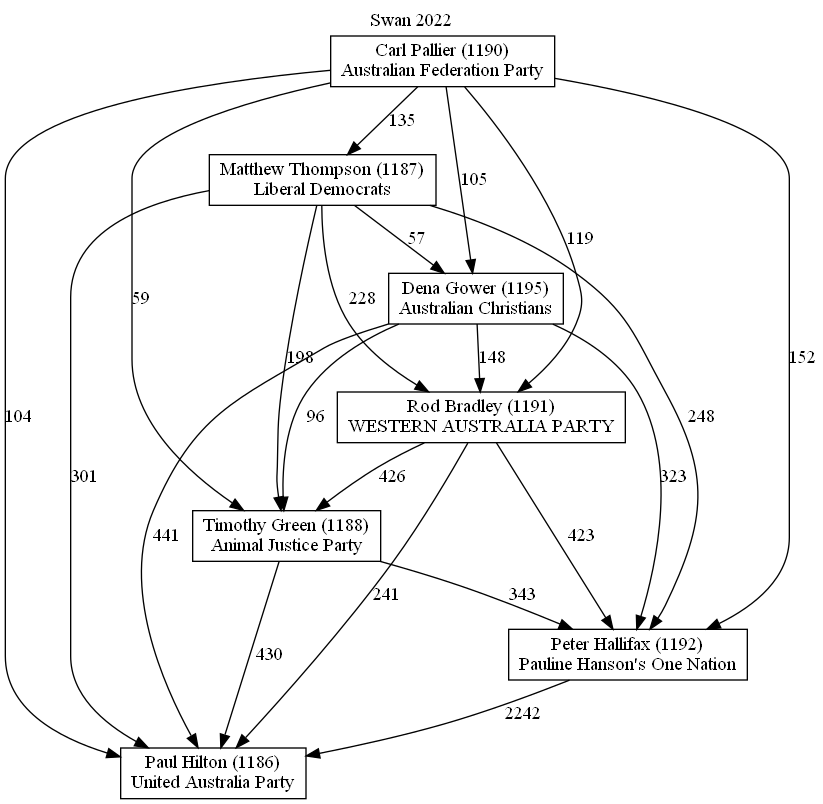 Swan 2022
Carl Pallier (1190)
Australian Federation Party
135
Matthew Thompson (1187)
Liberal Democrats
105
57
119
Dena Gower (1195)
Australian Christians
59
228
198
148
152
Rod Bradley (1191)
WESTERN AUSTRALIA PARTY
104
96
248
301
426
323
Timothy Green (1188)
Animal Justice Party
441
423
241
343
Peter Hallifax (1192)
Pauline Hanson's One Nation
430
2242
Paul Hilton (1186)
United Australia Party